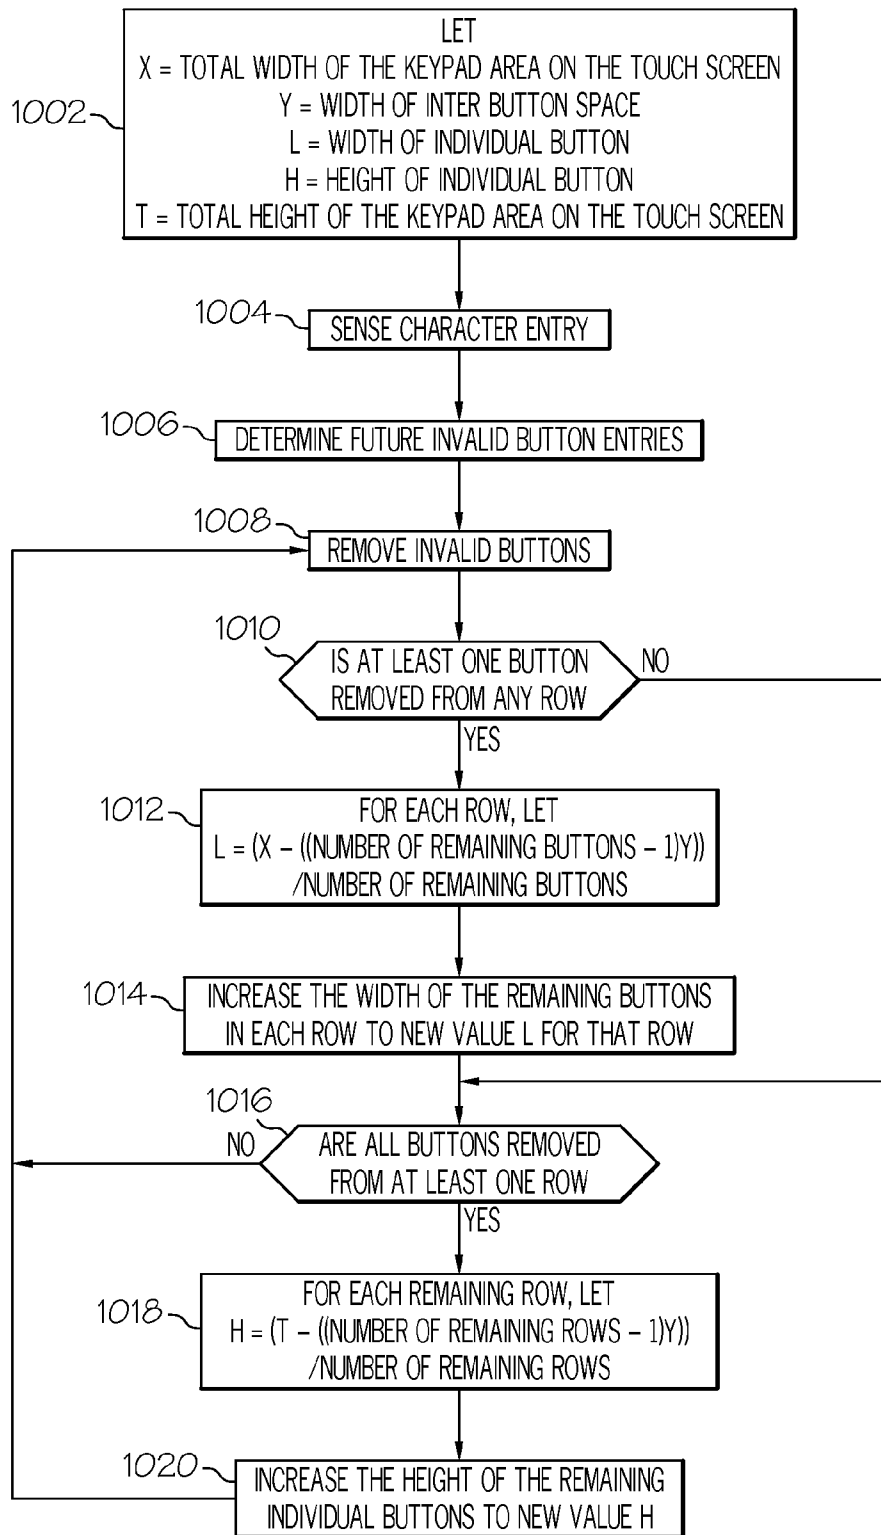 LET
X = TOTAL WIDTH OF THE KEYPAD AREA ON THE TOUCH SCREEN
1002
Y = WIDTH OF INTER BUTTON SPACE
L = WIDTH OF INDIVIDUAL BUTTON
H = HEIGHT OF INDIVIDUAL BUTTON
T = TOTAL HEIGHT OF THE KEYPAD AREA ON THE TOUCH SCREEN
1004
SENSE CHARACTER ENTRY
1006
DETERMINE FUTURE INVALID BUTTON ENTRIES
1008
REMOVE INVALID BUTTONS
1010
IS AT LEAST ONE BUTTON
REMOVED FROM ANY ROW
NO
YES
1012
FOR EACH ROW, LET
L = (X – ((NUMBER OF REMAINING BUTTONS – 1)Y))
/NUMBER OF REMAINING BUTTONS
1014
INCREASE THE WIDTH OF THE REMAINING BUTTONS
IN EACH ROW TO NEW VALUE L FOR THAT ROW
1016
NO
ARE ALL BUTTONS REMOVED
FROM AT LEAST ONE ROW
YES
1018
FOR EACH REMAINING ROW, LET
H = (T – ((NUMBER OF REMAINING ROWS – 1)Y))
/NUMBER OF REMAINING ROWS
1020
INCREASE THE HEIGHT OF THE REMAINING
INDIVIDUAL BUTTONS TO NEW VALUE H